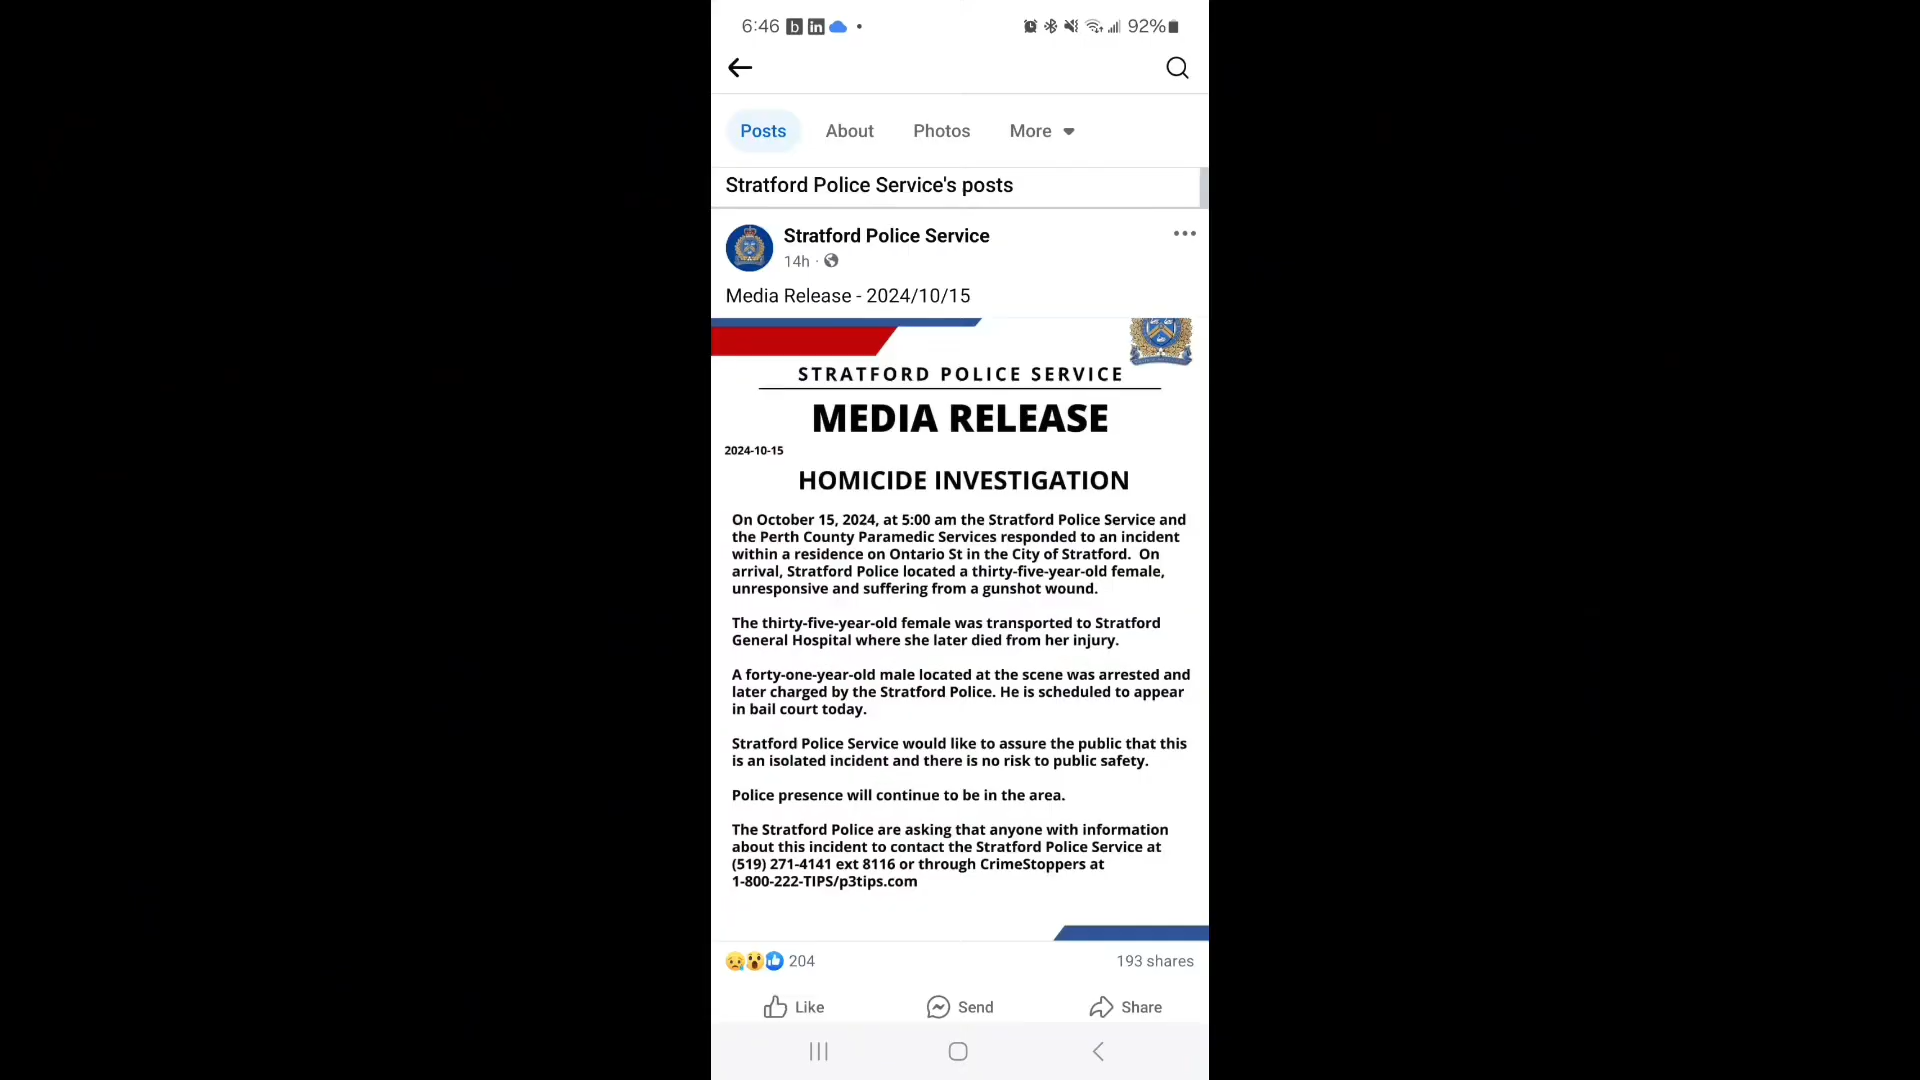 6:46 92%
Posts About Photos More
Stratford Police Service's posts
Stratford Police Service
14h ·
Media Release - 2024/10/15
STRATFORD POLICE SERVICE
MEDIA RELEASE
2024-10-15
HOMICIDE INVESTIGATION
On October 15, 2024, at 5:00 am the Stratford Police Service and
the Perth County Paramedic Services responded to an incident
within a residence on Ontario St in the City of Stratford. On
arrival, Stratford Police located a thirty-five-year-old female,
unresponsive and suffering from a gunshot wound.
The thirty-five-year-old female was transported to Stratford
General Hospital where she later died from her injury.
A forty-one-year-old male located at the scene was arrested and
later charged by the Stratford Police. He is scheduled to appear
in bail court today.
Stratford Police Service would like to assure the public that this
is an isolated incident and there is no risk to public safety.
Police presence will continue to be in the area.
The Stratford Police are asking that anyone with information
about this incident to contact the Stratford Police Service at
(519) 271-4141 ext 8116 or through CrimeStoppers at
1-800-222-TIPS/p3tips.com
204 193 shares
Like Send Share